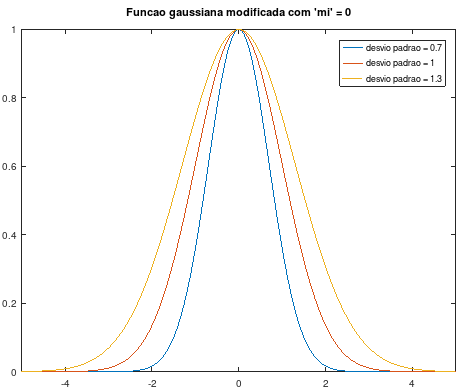 Funcao gaussiana modificada com 'mi' = 0
1
desvio padrao = 0.7
desvio padrao = 1
desvio padrao = 1.3
0.8
0.6
0.4
0.2
0
-4 -2 0 2 4